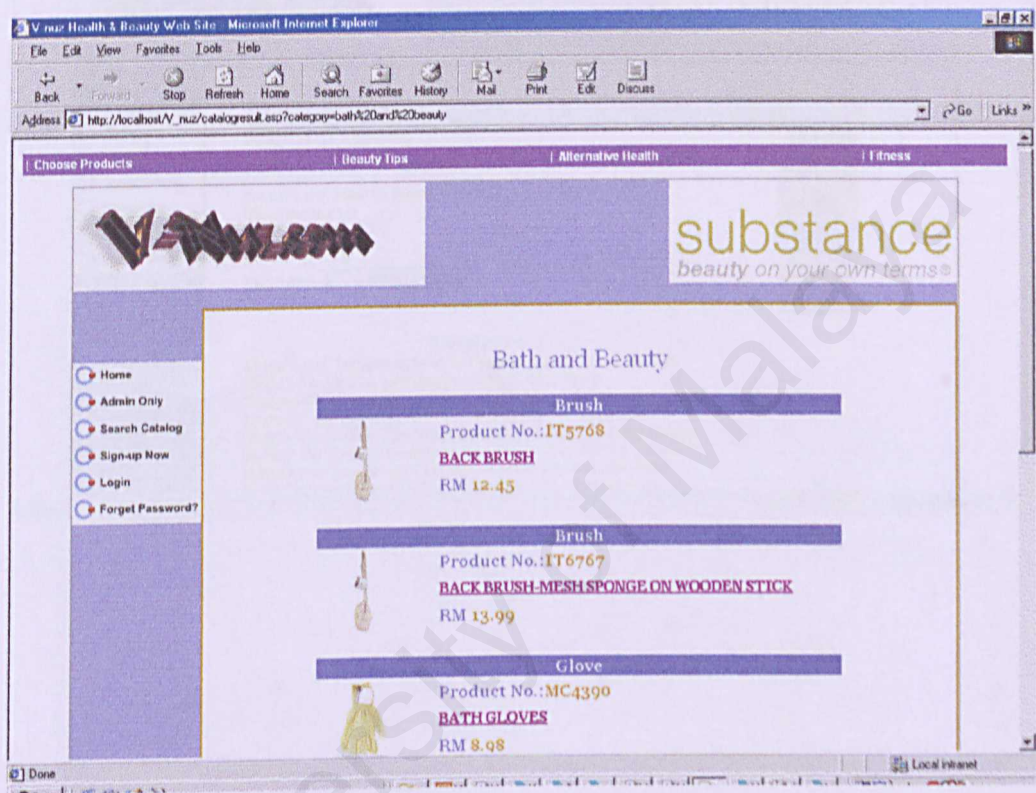 V nuz Health & Beauty Web Site - Microsoft Internet Explorer
File Edit View Favorites Tools Help
Back Forward Stop Refresh Home Search Favorites History Mail Print Edit Discuss
Address http://localhost/V_nuz/catalogresult.asp?category=bath%20and%20beauty Go Links »
| Choose Products | Beauty Tips | Alternative Health | Fitness
V-Nuz.com
substance
beauty on your own terms®
Bath and Beauty
Home
Admin Only
Search Catalog
Sign-up Now
Login
Forget Password?
Brush
Product No.:IT5768
BACK BRUSH
RM 12.45
Brush
Product No.:IT6767
BACK BRUSH-MESH SPONGE ON WOODEN STICK
RM 13.99
Glove
Product No.:MC4390
BATH GLOVES
RM 8.98
Done Local intranet
University of Malaya